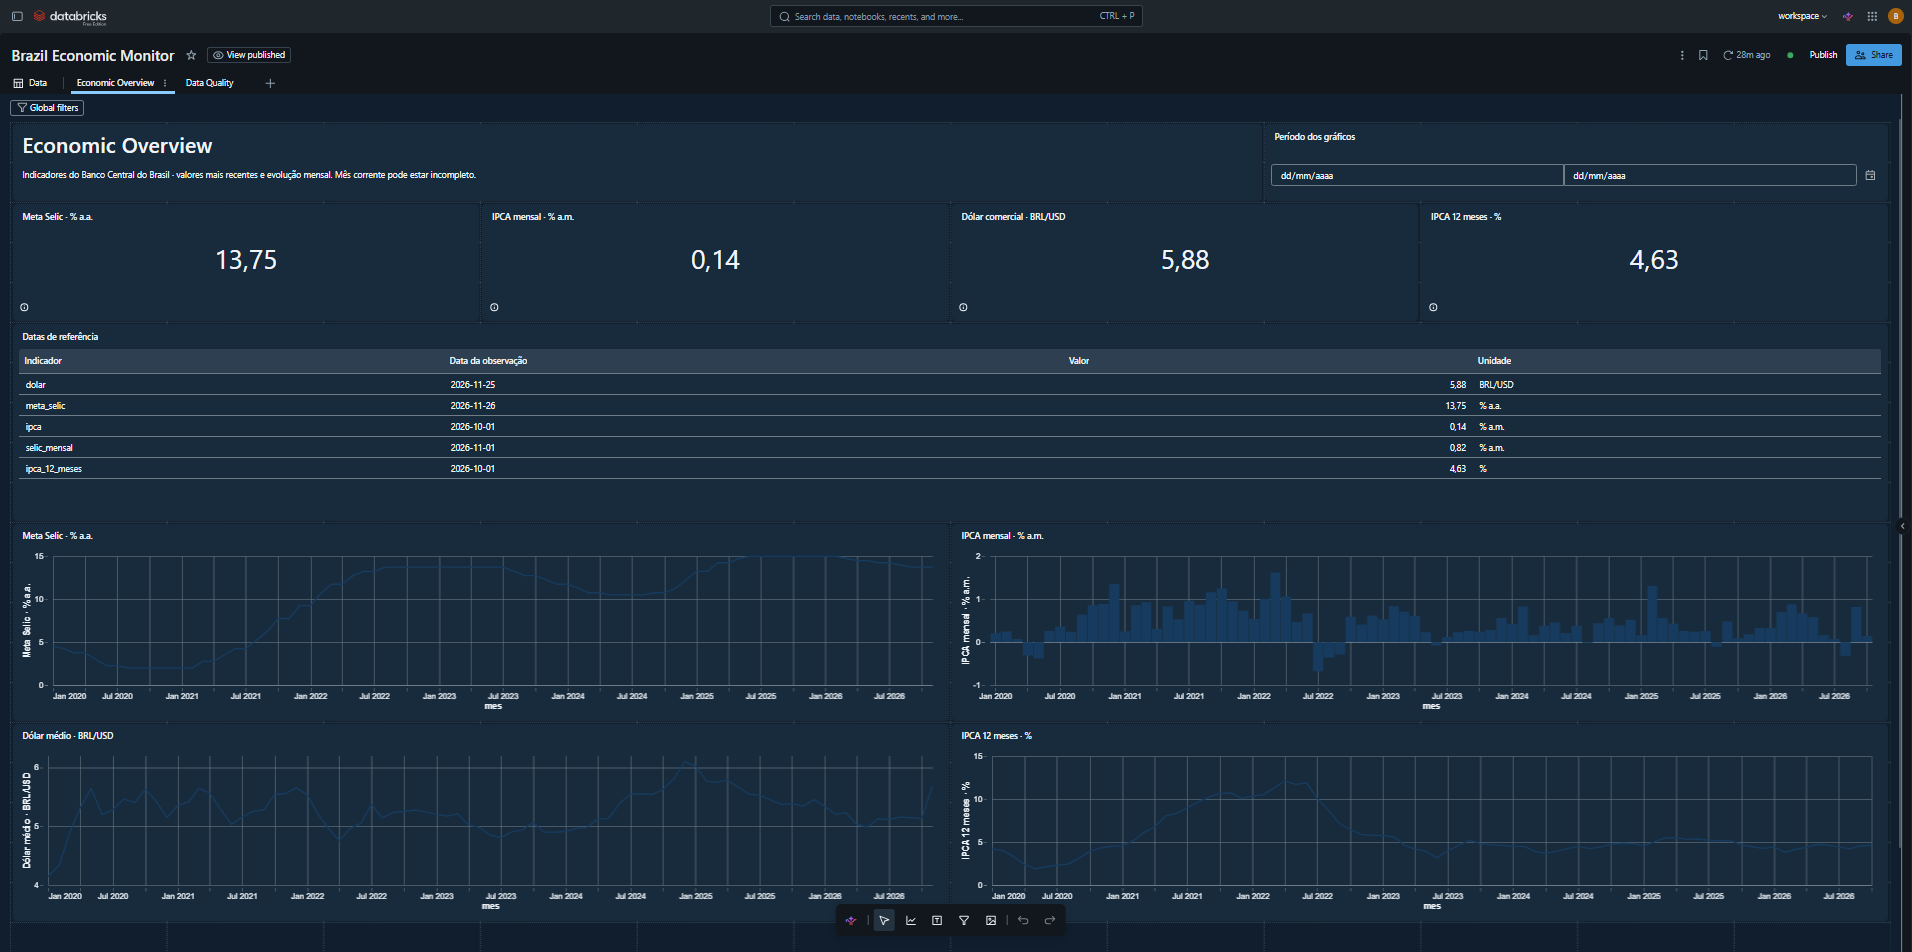 databricks
Free Edition
Search data, notebooks, recents, and more...
CTRL + P
workspace
B
Brazil Economic Monitor
View published
28m ago
Publish
Share
Data
Economic Overview
Data Quality
Global filters
Economic Overview
Indicadores do Banco Central do Brasil · valores mais recentes e evolução mensal. Mês corrente pode estar incompleto.
Período dos gráficos
dd/mm/aaaa
dd/mm/aaaa
Meta Selic · % a.a.
13,75
IPCA mensal · % a.m.
0,14
Dólar comercial · BRL/USD
5,88
IPCA 12 meses · %
4,63
Datas de referência
Indicador Data da observação Valor Unidade
dolar 2026-11-25 5,88 BRL/USD
meta_selic 2026-11-26 13,75 % a.a.
ipca 2026-10-01 0,14 % a.m.
selic_mensal 2026-11-01 0,82 % a.m.
ipca_12_meses 2026-10-01 4,63 %
Meta Selic · % a.a.
Meta Selic · % a.a.
15
10
5
0
Jan 2020 Jul 2020 Jan 2021 Jul 2021 Jan 2022 Jul 2022 Jan 2023 Jul 2023 Jan 2024 Jul 2024 Jan 2025 Jul 2025 Jan 2026 Jul 2026
mes
IPCA mensal · % a.m.
IPCA mensal · % a.m.
2
1
0
-1
Jan 2020 Jul 2020 Jan 2021 Jul 2021 Jan 2022 Jul 2022 Jan 2023 Jul 2023 Jan 2024 Jul 2024 Jan 2025 Jul 2025 Jan 2026 Jul 2026
mes
Dólar médio · BRL/USD
Dólar médio · BRL/USD
6
5
4
Jan 2020 Jul 2020 Jan 2021 Jul 2021 Jan 2022 Jul 2022 Jan 2023 Jul 2023 Jan 2024 Jul 2024 Jan 2025 Jul 2025 Jan 2026 Jul 2026
mes
IPCA 12 meses · %
IPCA 12 meses · %
15
10
5
0
Jan 2020 Jul 2020 Jan 2021 Jul 2021 Jan 2022 Jul 2022 Jan 2023 Jul 2023 Jan 2024 Jul 2024 Jan 2025 Jul 2025 Jan 2026 Jul 2026
mes